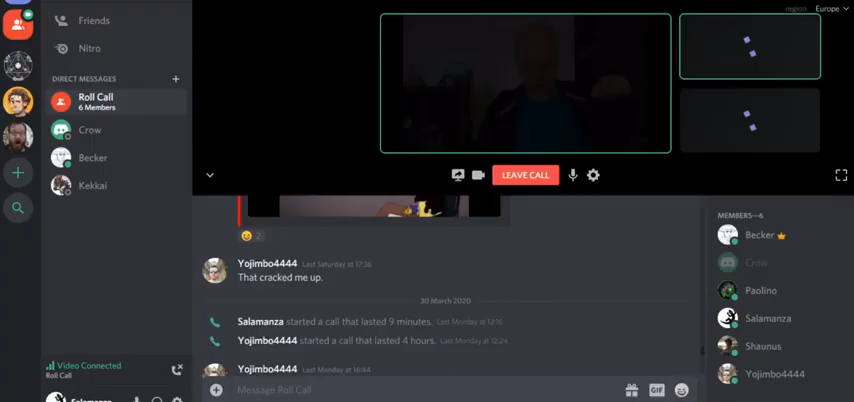 region Europe
Friends
Nitro
DIRECT MESSAGES
Roll Call
6 Members
Crow
Becker
Kekkai
LEAVE CALL
2
Yojimbo4444 Last Saturday at 17:36
That cracked me up.
30 March 2020
Salamanza started a call that lasted 9 minutes. Last Monday at 12:16
Yojimbo4444 started a call that lasted 4 hours. Last Monday at 12:24
Yojimbo4444 Last Monday at 16:44
Message Roll Call
GIF
MEMBERS—6
Becker
Crow
Paolino
Salamanza
Shaunus
Yojimbo4444
Video Connected
Roll Call
Salamanza